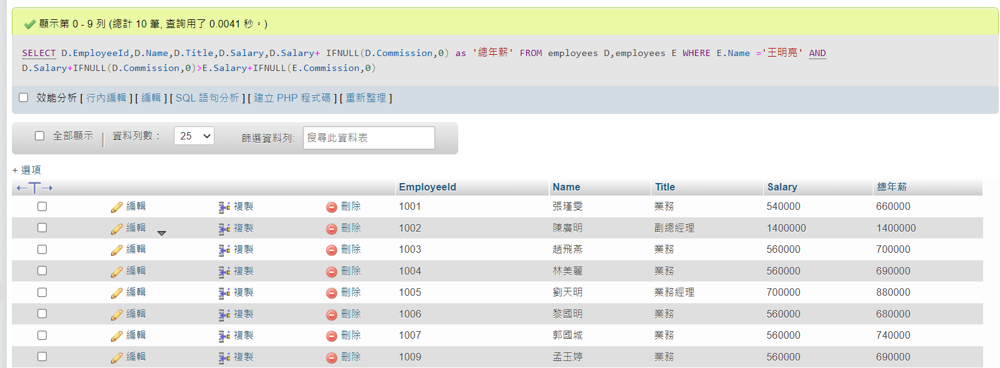 顯示第 0 - 9 列 (總計 10 筆, 查詢用了 0.0041 秒。)
SELECT D.EmployeeId,D.Name,D.Title,D.Salary,D.Salary+ IFNULL(D.Commission,0) as '總年薪' FROM employees D,employees E WHERE E.Name ='王明亮' AND
D.Salary+IFNULL(D.Commission,0)>E.Salary+IFNULL(E.Commission,0)
效能分析 [ 行內編輯 ] [ 編輯 ] [ SQL 語句分析 ] [ 建立 PHP 程式碼 ] [ 重新整理 ]
全部顯示 | 資料列數： 25 篩選資料列: 搜尋此資料表
+ 選項
←T→ EmployeeId Name Title Salary 總年薪
編輯 複製 刪除 1001 張瑾雯 業務 540000 660000
編輯 複製 刪除 1002 陳廣明 副總經理 1400000 1400000
編輯 複製 刪除 1003 趙飛燕 業務 560000 700000
編輯 複製 刪除 1004 林美麗 業務 560000 690000
編輯 複製 刪除 1005 劉天明 業務經理 700000 880000
編輯 複製 刪除 1006 黎國明 業務 560000 680000
編輯 複製 刪除 1007 郭國城 業務 560000 740000
編輯 複製 刪除 1009 孟玉婷 業務 560000 690000